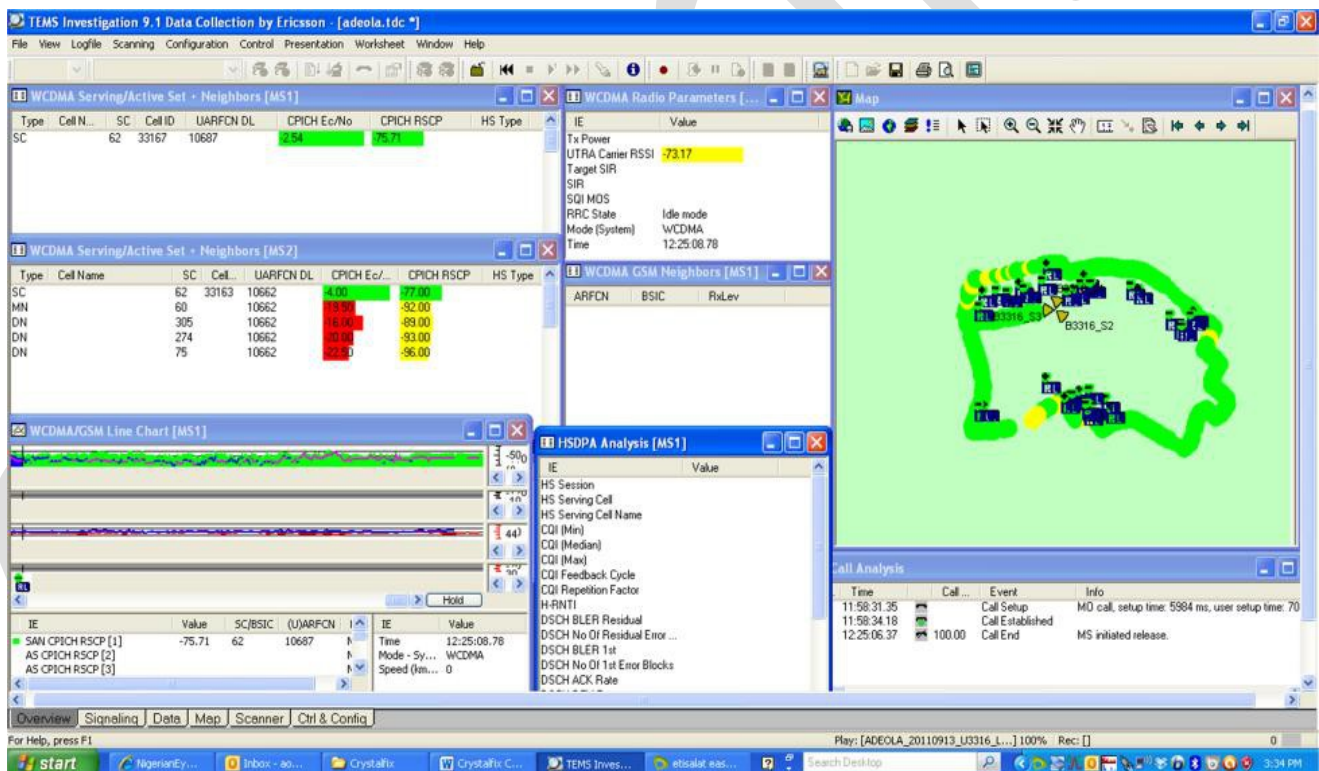 TEMS Investigation 9.1 Data Collection by Ericsson - [adeola.tdc *]
File View Logfile Scanning Configuration Control Presentation Worksheet Window Help
WCDMA Serving/Active Set + Neighbors [MS1]
Type Cell N... SC Cell ID UARFCN DL CPICH Ec/No CPICH RSCP HS Type
SC 62 33167 10687 -2.54 -75.71
WCDMA Serving/Active Set + Neighbors [MS2]
Type Cell Name SC Cell... UARFCN DL CPICH Ec/... CPICH RSCP HS Type
SC 62 33163 10662 -4.00 -77.00
MN 60 10662 -92.00
DN 305 10662 -16.00 -89.00
DN 274 10662 -20.00 -93.00
DN 75 10662 -22.50 -96.00
WCDMA/GSM Line Chart [MS1]
Hold
IE Value SC/BSIC (U)ARFCN
SAN CPICH RSCP [1] -75.71 62 10687
AS CPICH RSCP [2]
AS CPICH RSCP [3]
IE Value
Time 12:25:08.78
Mode - Sy... WCDMA
Speed (km... 0
WCDMA Radio Parameters [...
IE Value
Tx Power
UTRA Carrier RSSI -73.17
Target SIR
SIR
SQI MOS
RRC State Idle mode
Mode (System) WCDMA
Time 12:25:08.78
WCDMA GSM Neighbors [MS1]
ARFCN BSIC RxLev
HSDPA Analysis [MS1]
IE Value
HS Session
HS Serving Cell
HS Serving Cell Name
CQI (Min)
CQI (Median)
CQI (Max)
CQI Feedback Cycle
CQI Repetition Factor
H-RNTI
DSCH BLER Residual
DSCH No Of Residual Error ...
DSCH BLER 1st
DSCH No Of 1st Error Blocks
DSCH ACK Rate
Map
B3316_S3
B3316_S2
Call Analysis
Time Call ... Event Info
11:58:31.35 Call Setup MO call, setup time: 5984 ms, user setup time: 70
11:58:34.18 Call Established
12:25:06.37 100.00 Call End MS initiated release.
Overview Signaling Data Map Scanner Ctrl & Config
For Help, press F1
Play: [ADEOLA_20110913_U3316_L...] 100% Rec: [] 0
start NigerianEy... Inbox - ao... Crystalfix Crystalfix C... TEMS Inves... etisalat eas... Search Desktop 3:34 PM